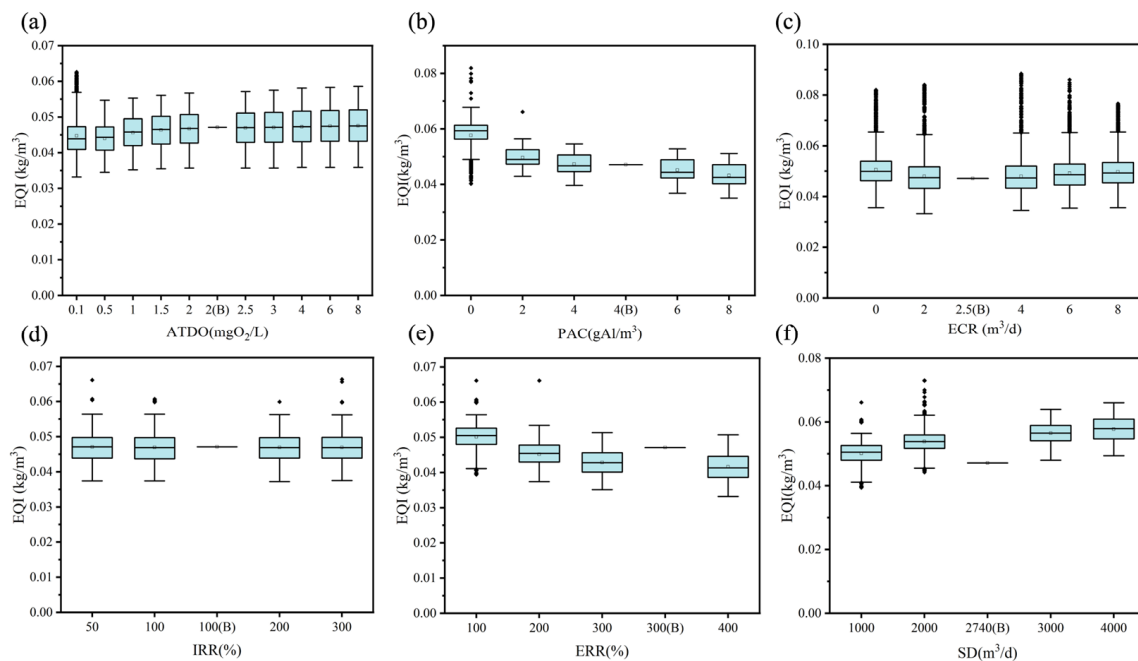 (a)
EQI (kg/m³)
0.07
0.06
0.05
0.04
0.03
0.02
0.01
0.00
0.1 0.5 1 1.5 2 2(B) 2.5 3 4 6 8
ATDO(mgO₂/L)
(b)
EQI(kg/m³)
0.08
0.06
0.04
0.02
0.00
0 2 4 4(B) 6 8
PAC(gAl/m³)
(c)
EQI (kg/m³)
0.10
0.08
0.06
0.04
0.02
0.00
0 2 2.5(B) 4 6 8
ECR (m³/d)
(d)
EQI (kg/m³)
0.07
0.06
0.05
0.04
0.03
0.02
0.01
0.00
50 100 100(B) 200 300
IRR(%)
(e)
EQI (kg/m³)
0.07
0.06
0.05
0.04
0.03
0.02
0.01
0.00
100 200 300 300(B) 400
ERR(%)
(f)
EQI(kg/m³)
0.08
0.06
0.04
0.02
0.00
1000 2000 2740(B) 3000 4000
SD(m³/d)